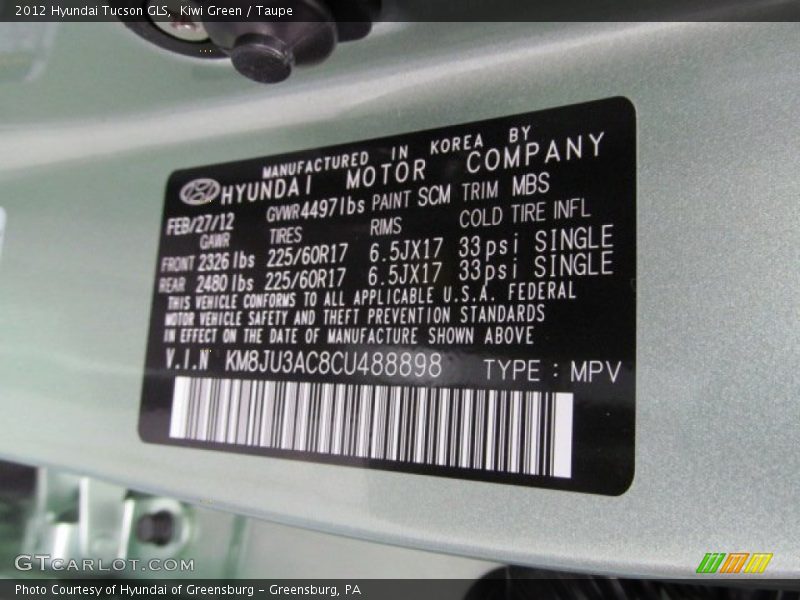 2012 Hyundai Tucson GLS, Kiwi Green / Taupe
MANUFACTURED IN KOREA BY
HYUNDAI MOTOR COMPANY
FEB/27/12 GVWR 4497lbs PAINT SCM TRIM MBS
GAWR TIRES RIMS COLD TIRE INFL
FRONT 2326 lbs 225/60R17 6.5JX17 33psi SINGLE
REAR 2480 lbs 225/60R17 6.5JX17 33psi SINGLE
THIS VEHICLE CONFORMS TO ALL APPLICABLE U.S.A. FEDERAL
MOTOR VEHICLE SAFETY AND THEFT PREVENTION STANDARDS
IN EFFECT ON THE DATE OF MANUFACTURE SHOWN ABOVE
V.I.N KM8JU3AC8CU488898 TYPE : MPV
GTCARLOT.COM
Photo Courtesy of Hyundai of Greensburg - Greensburg, PA